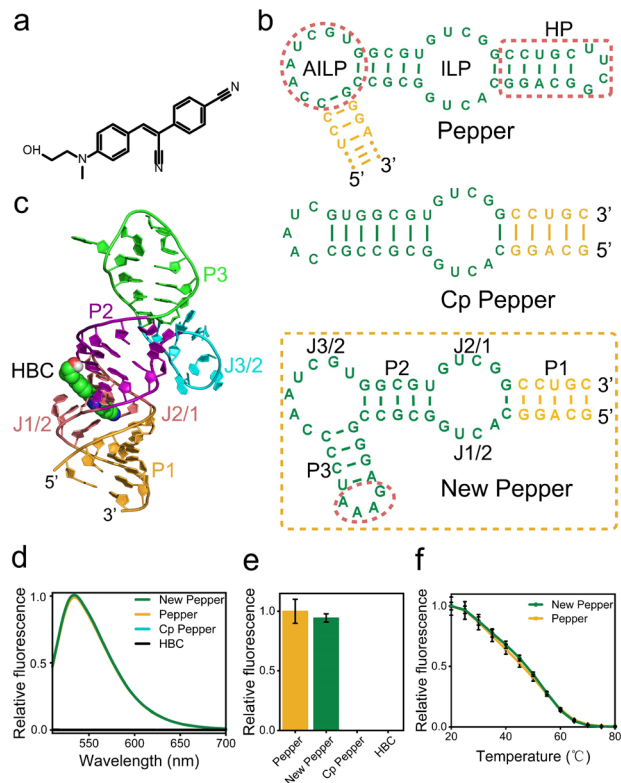 a
OH
N
N
N
b
HP
AILP
ILP
Pepper
5’
3’
U C G U G G C G U G U C G G C C U G C 3’
5’
Cp Pepper
c
P3
P2
HBC
J3/2
J1/2
J2/1
P1
5’
3’
J3/2
P2
J2/1
P1
C C U G C 3’
G G A C G 5’
J1/2
P3
New Pepper
d
Relative fluorescence
1.0
0.5
0.0
New Pepper
Pepper
Cp Pepper
HBC
550 600 650 700
Wavelength (nm)
e
Relative fluorescence
1.0
0.5
0.0
Pepper
New Pepper
Cp Pepper
HBC
f
Relative fluorescence
1.0
0.5
0.0
New Pepper
Pepper
20 40 60 80
Temperature (℃)